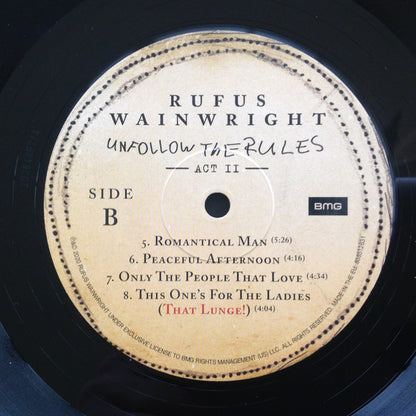 RUFUS
WAINWRIGHT
UNFOLLOW THE RULES
ACT II
SIDE
B
BMG
5. ROMANTICAL MAN (5:26)
6. PEACEFUL AFTERNOON (4:16)
7. ONLY THE PEOPLE THAT LOVE (4:34)
8. THIS ONE'S FOR THE LADIES
(THAT LUNGE!) (4:04)
℗&© 2020 RUFUS WAINWRIGHT UNDER EXCLUSIVE LICENSE TO BMG RIGHTS MANAGEMENT (US) LLC. ALL RIGHTS RESERVED. MADE IN THE E.U.